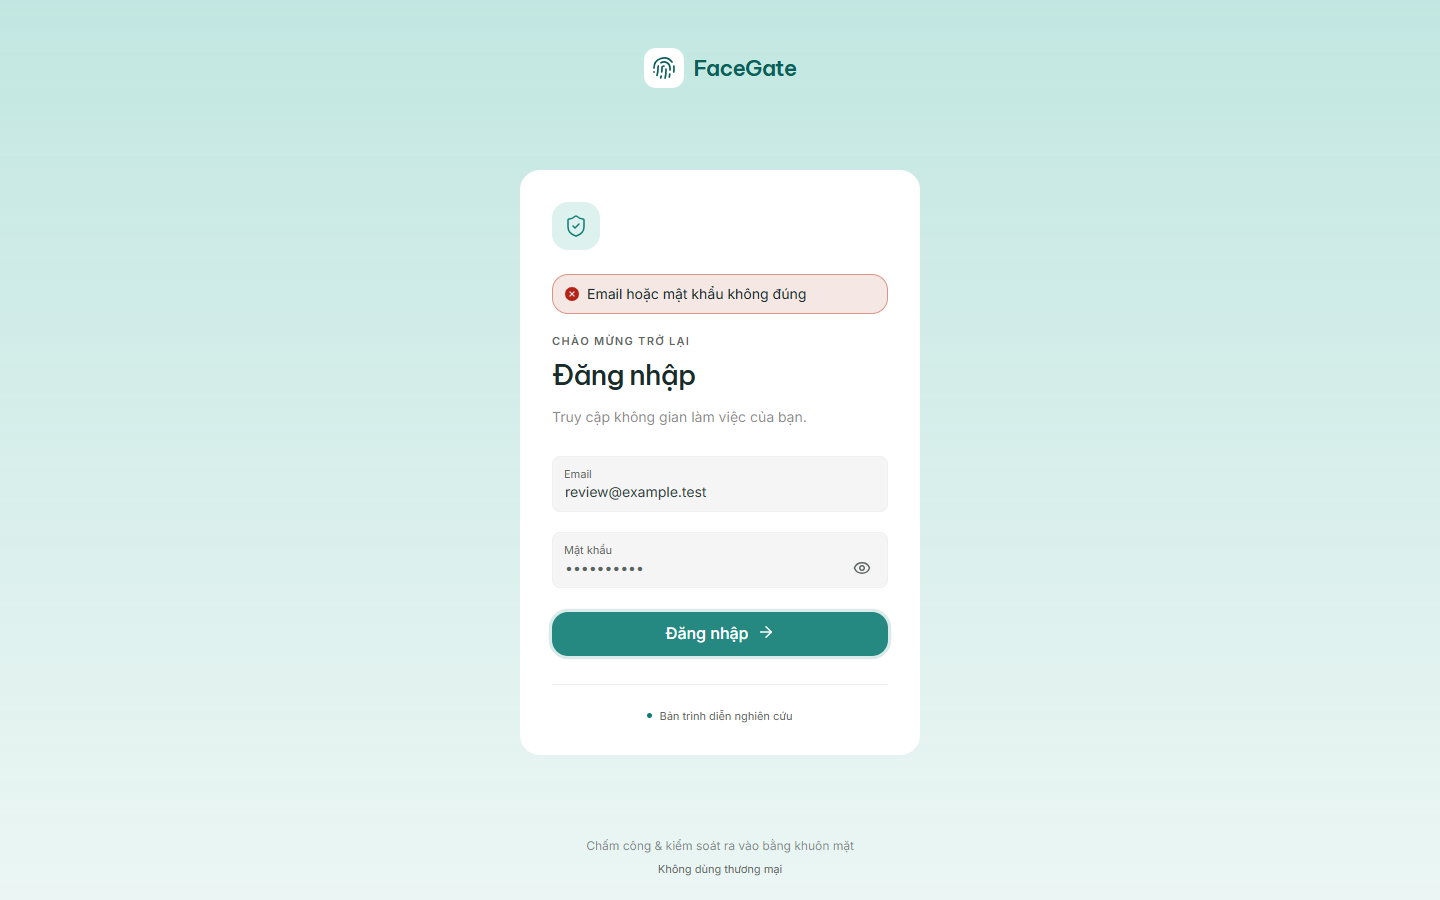 FaceGate
Email hoặc mật khẩu không đúng
CHÀO MỪNG TRỞ LẠI
Đăng nhập
Truy cập không gian làm việc của bạn.
Email
review@example.test
Mật khẩu
Đăng nhập
Bản trình diễn nghiên cứu
Chấm công & kiểm soát ra vào bằng khuôn mặt
Không dùng thương mại